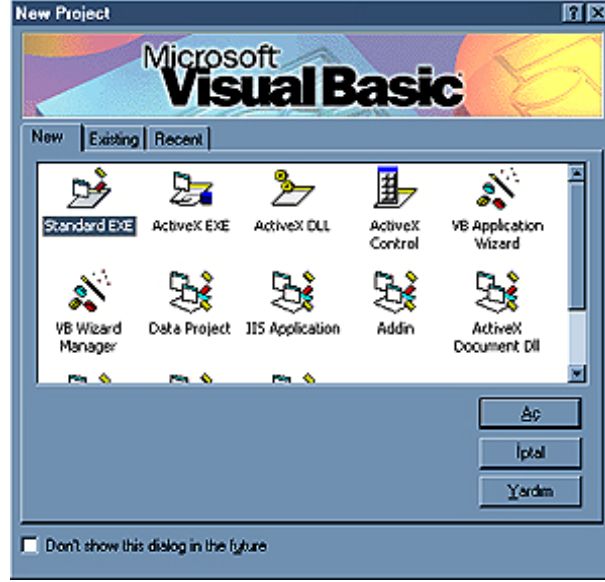 New Project
Microsoft
Visual Basic
New Existing Recent
Standard EXE ActiveX EXE ActiveX DLL ActiveX Control VB Application Wizard
VB Wizard Manager Data Project IIS Application Addin ActiveX Document Dll
Aç
İptal
Yardım
Don't show this dialog in the future